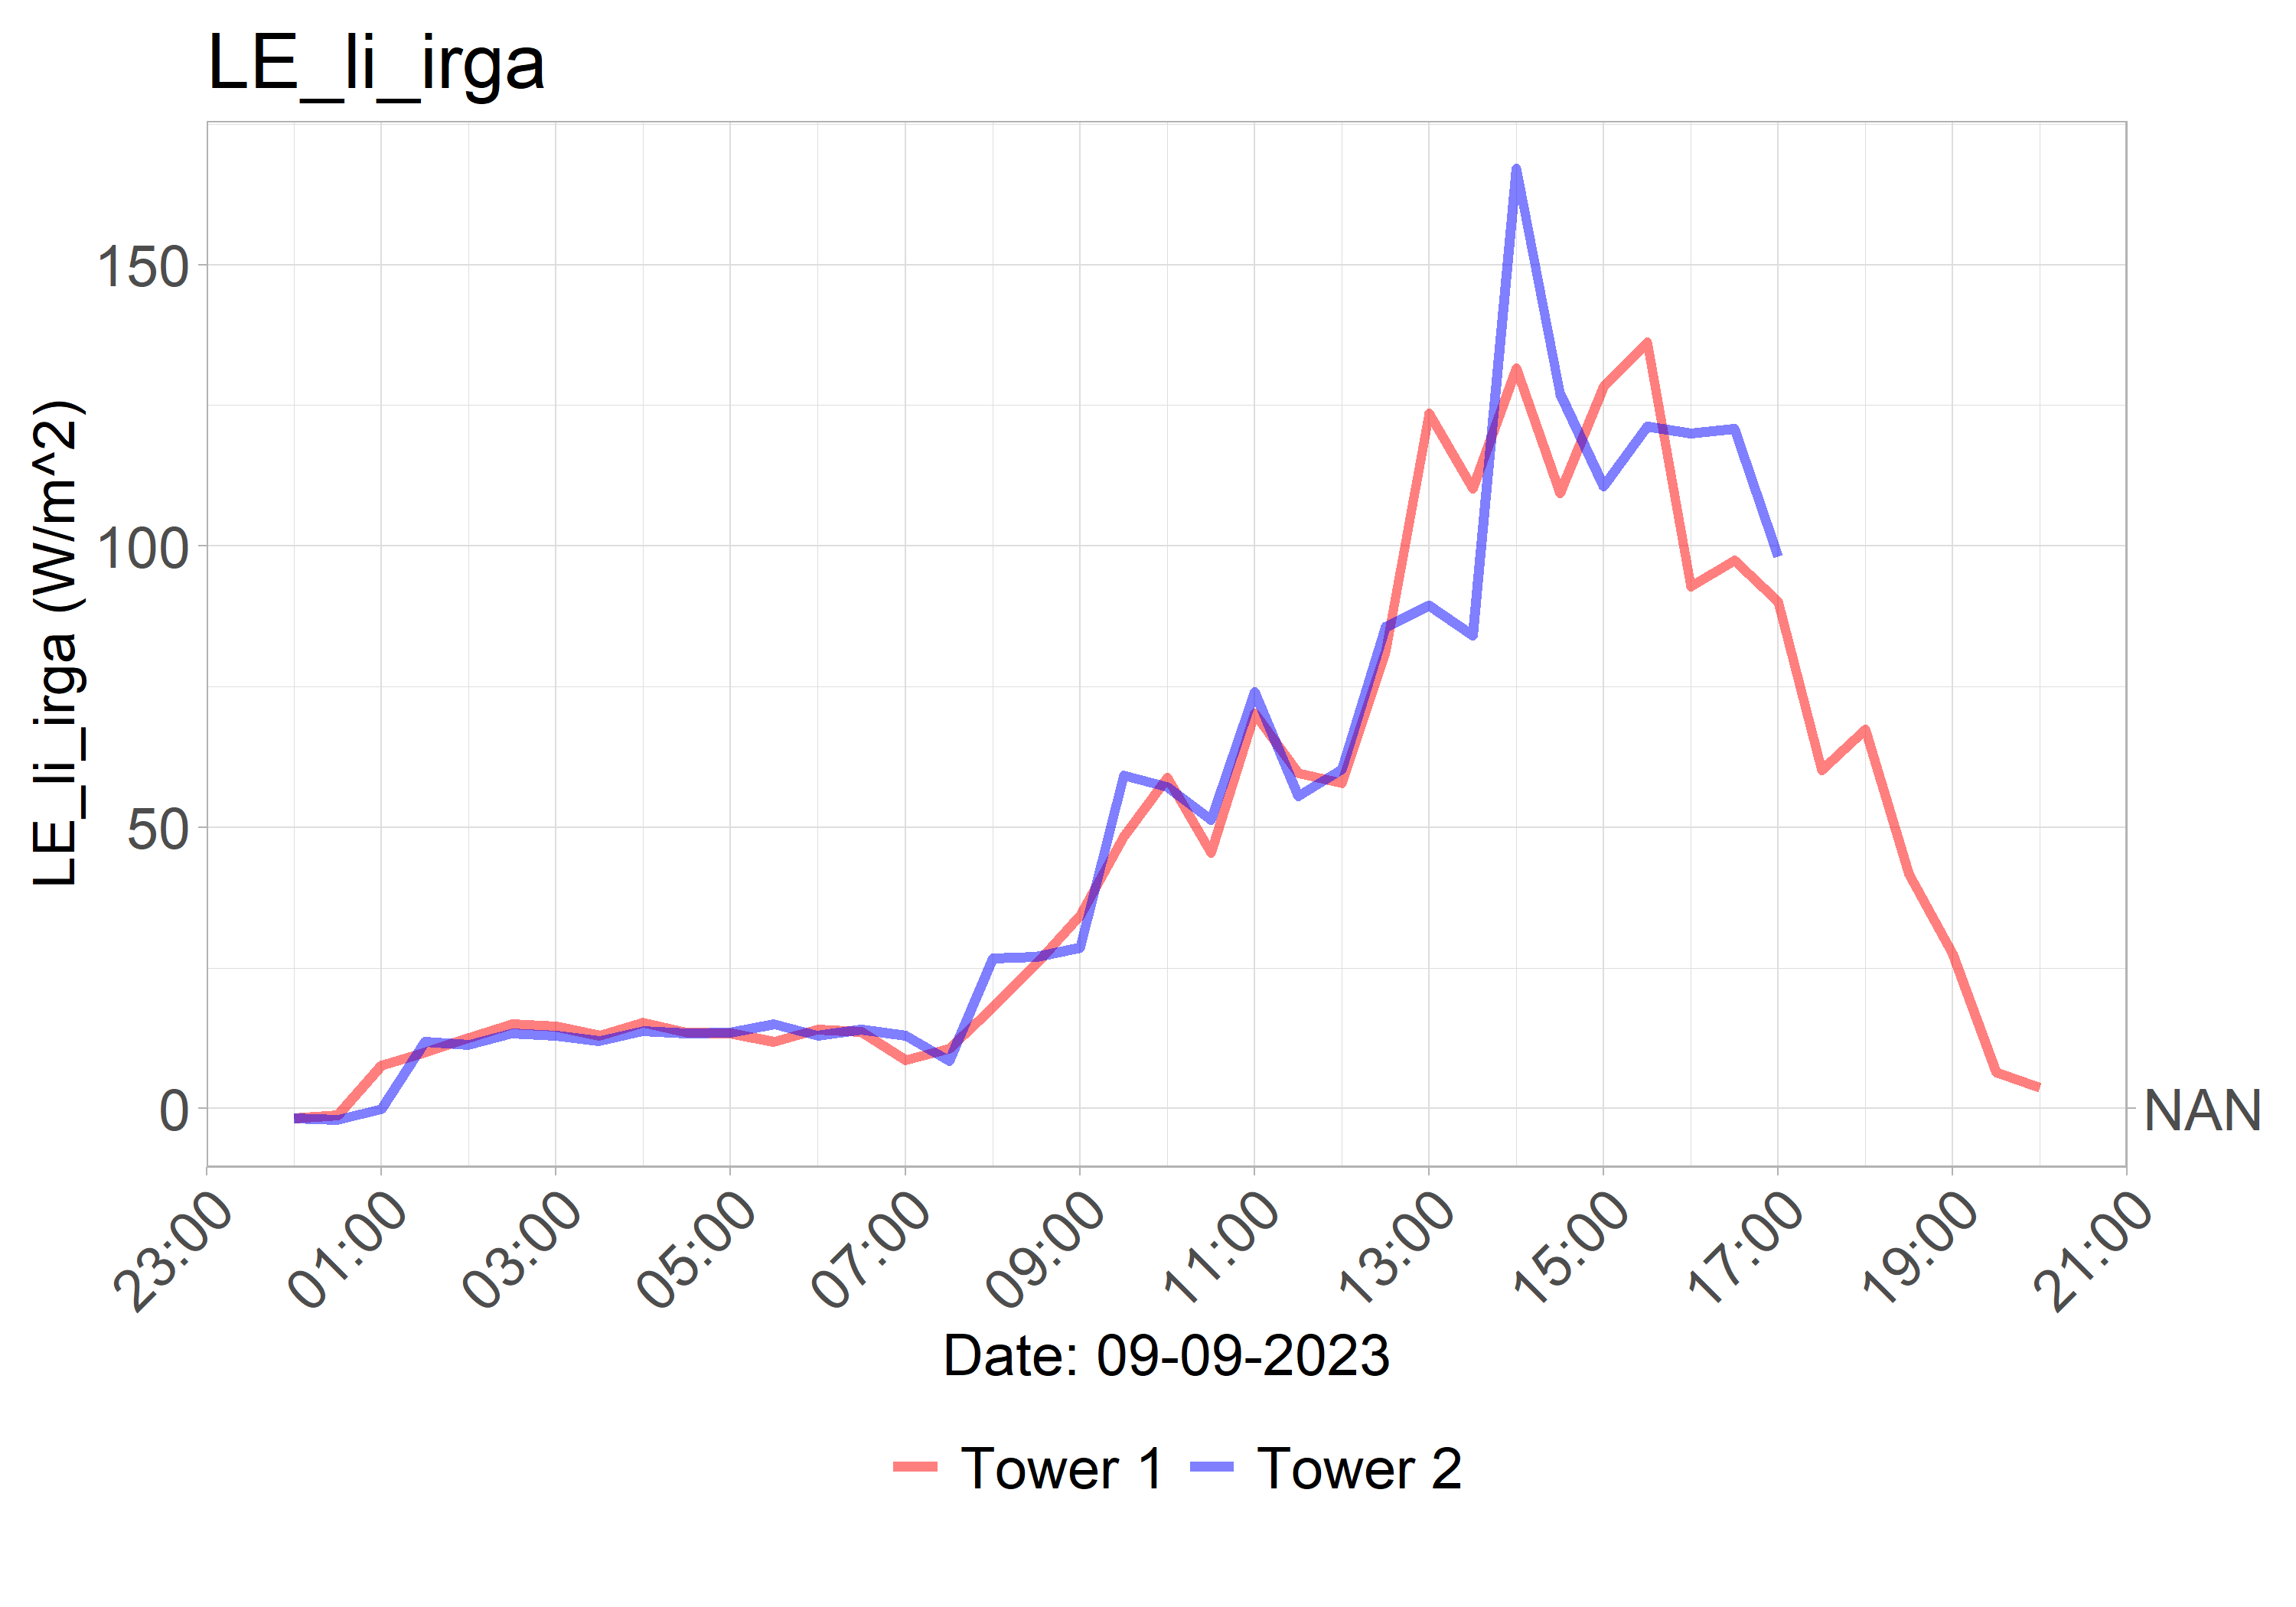 LE_li_irga
LE_li_irga (W/m^2)
150
100
50
0
NAN
23:00 01:00 03:00 05:00 07:00 09:00 11:00 13:00 15:00 17:00 19:00 21:00
Date: 09-09-2023
Tower 1 Tower 2